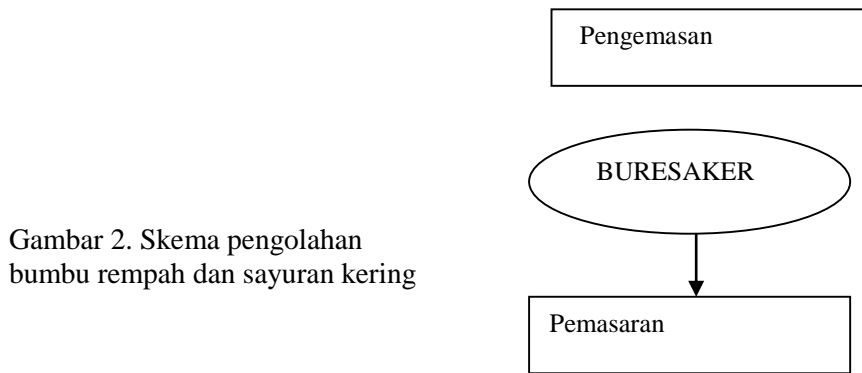 Pengemasan
BURESAKER
Gambar 2. Skema pengolahan
bumbu rempah dan sayuran kering
Pemasaran